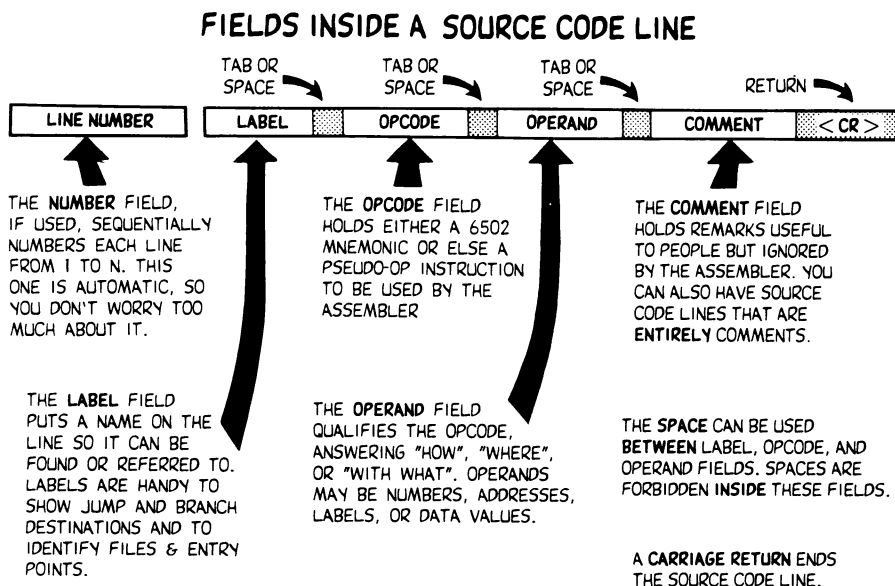 FIELDS INSIDE A SOURCE CODE LINE
TAB OR
SPACE
TAB OR
SPACE
TAB OR
SPACE
RETURN
LINE NUMBER
LABEL
OPCODE
OPERAND
COMMENT
< CR >
THE NUMBER FIELD,
IF USED, SEQUENTIALLY
NUMBERS EACH LINE
FROM 1 TO N. THIS
ONE IS AUTOMATIC, SO
YOU DON'T WORRY TOO
MUCH ABOUT IT.
THE OPCODE FIELD
HOLDS EITHER A 6502
MNEMONIC OR ELSE A
PSEUDO-OP INSTRUCTION
TO BE USED BY THE
ASSEMBLER
THE COMMENT FIELD
HOLDS REMARKS USEFUL
TO PEOPLE BUT IGNORED
BY THE ASSEMBLER. YOU
CAN ALSO HAVE SOURCE
CODE LINES THAT ARE
ENTIRELY COMMENTS.
THE LABEL FIELD
PUTS A NAME ON THE
LINE SO IT CAN BE
FOUND OR REFERRED TO.
LABELS ARE HANDY TO
SHOW JUMP AND BRANCH
DESTINATIONS AND TO
IDENTIFY FILES & ENTRY
POINTS.
THE OPERAND FIELD
QUALIFIES THE OPCODE,
ANSWERING "HOW", "WHERE",
OR "WITH WHAT". OPERANDS
MAY BE NUMBERS, ADDRESSES,
LABELS, OR DATA VALUES.
THE SPACE CAN BE USED
BETWEEN LABEL, OPCODE, AND
OPERAND FIELDS. SPACES ARE
FORBIDDEN INSIDE THESE FIELDS.
A CARRIAGE RETURN ENDS
THE SOURCE CODE LINE.